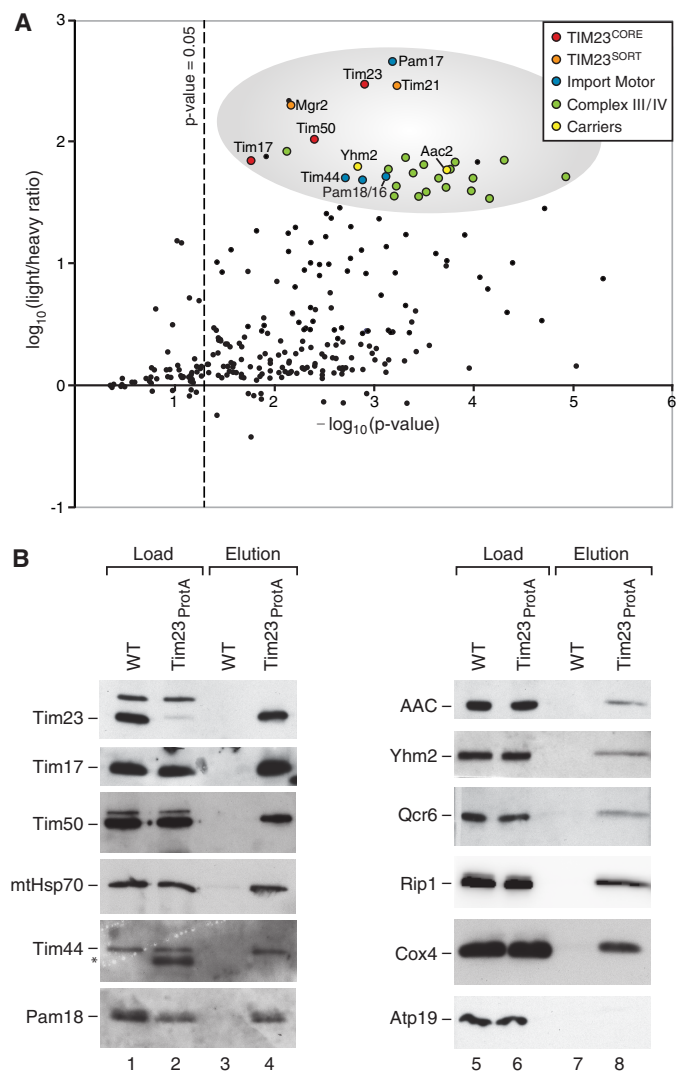 A
3
2
1
0
-1
log10(light/heavy ratio)
p-value = 0.05
TIM23CORE
TIM23SORT
Import Motor
Complex III/IV
Carriers
Pam17
Tim23
Tim21
Mgr2
Tim50
Tim17
Yhm2
Aac2
Tim44
Pam18/16
1 2 3 4 5 6
−log10(p-value)
B
Load Elution
WT Tim23ProtA WT Tim23ProtA
Tim23
Tim17
Tim50
mtHsp70
Tim44
*
Pam18
1 2 3 4
Load Elution
WT Tim23ProtA WT Tim23ProtA
AAC
Yhm2
Qcr6
Rip1
Cox4
Atp19
5 6 7 8